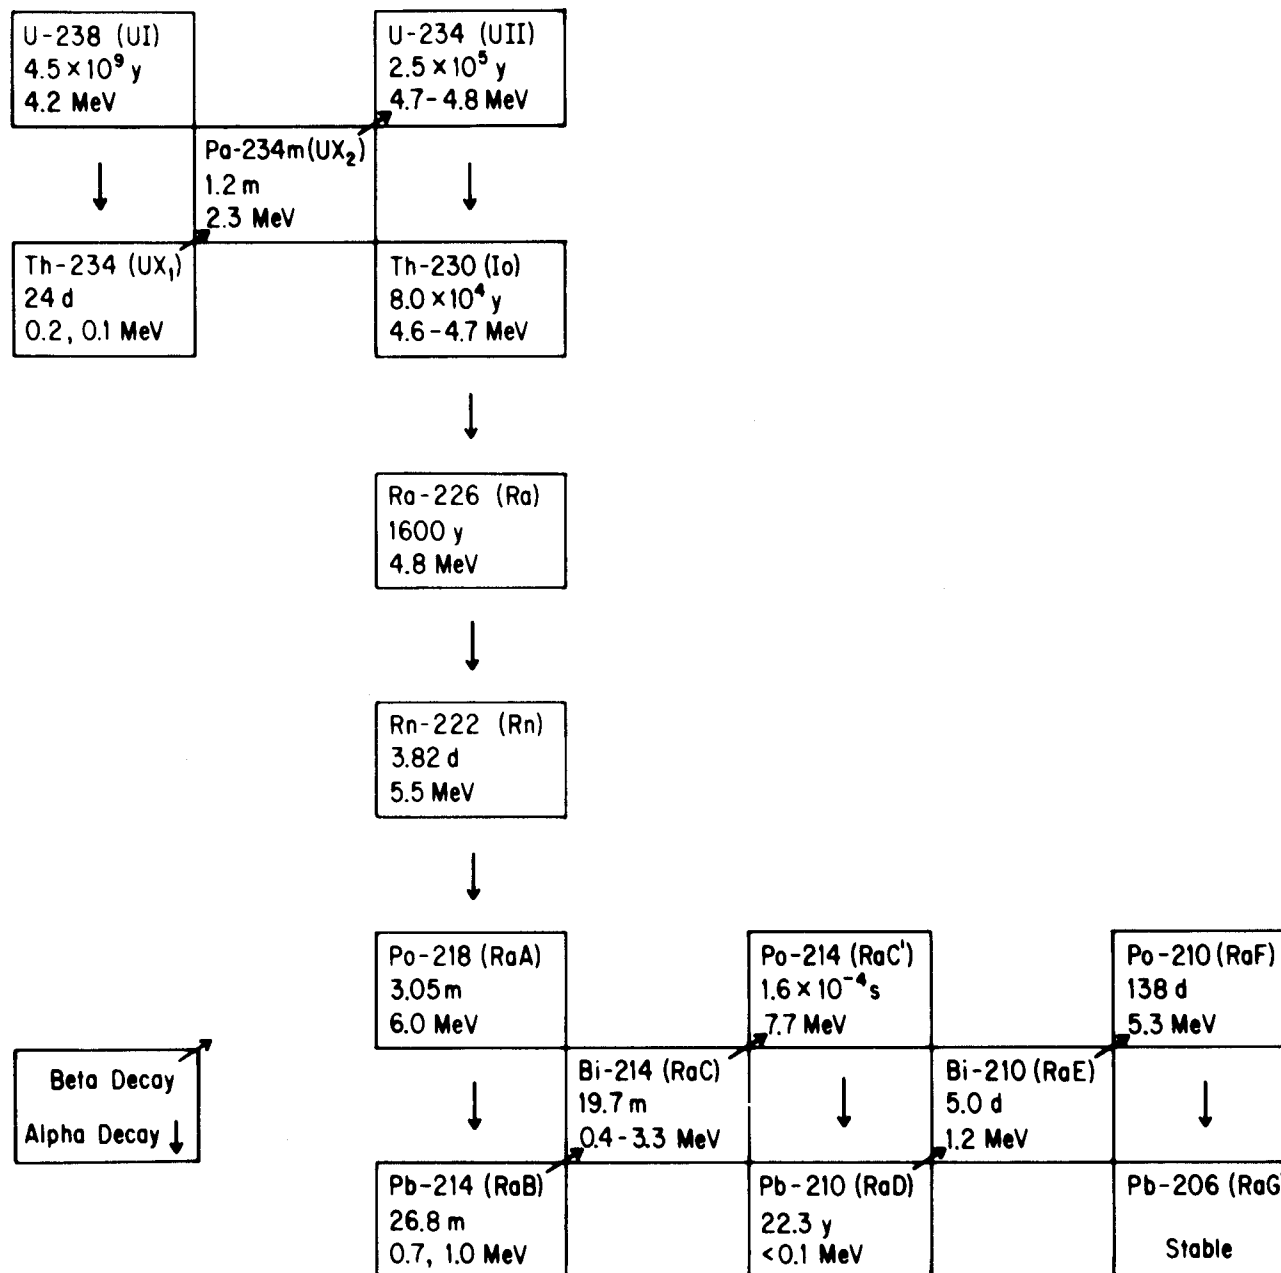 U-238 (UI)
4.5×10⁹ y
4.2 MeV
U-234 (UII)
2.5×10⁵ y
4.7-4.8 MeV
Pa-234m(UX₂)
1.2 m
2.3 MeV
Th-234 (UX₁)
24 d
0.2, 0.1 MeV
Th-230 (Io)
8.0×10⁴ y
4.6-4.7 MeV
Ra-226 (Ra)
1600 y
4.8 MeV
Rn-222 (Rn)
3.82 d
5.5 MeV
Po-218 (RaA)
3.05 m
6.0 MeV
Po-214 (RaC')
1.6×10⁻⁴ s
7.7 MeV
Po-210 (RaF)
138 d
5.3 MeV
Beta Decay
Alpha Decay
Bi-214 (RaC)
19.7 m
0.4-3.3 MeV
Bi-210 (RaE)
5.0 d
1.2 MeV
Pb-214 (RaB)
26.8 m
0.7, 1.0 MeV
Pb-210 (RaD)
22.3 y
<0.1 MeV
Pb-206 (RaG
Stable